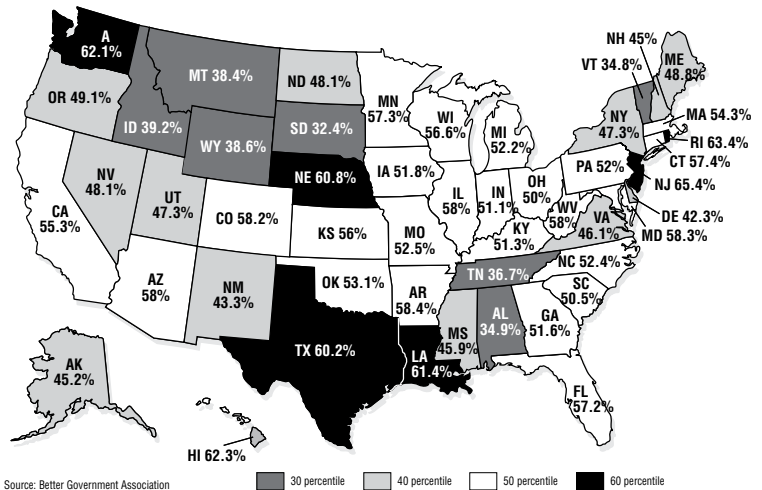 A
62.1%
OR 49.1%
ID 39.2%
MT 38.4%
WY 38.6%
ND 48.1%
SD 32.4%
NE 60.8%
NV
48.1%
UT
47.3%
CA
55.3%
CO 58.2%
KS 56%
AZ
58%
NM
43.3%
OK 53.1%
TX 60.2%
MN
57.3%
IA 51.8%
MO
52.5%
AR
58.4%
LA
61.4%
WI
56.6%
MI
52.2%
IL
58%
IN
51.1%
OH
50%
KY
51.3%
WV
58%
VA
46.1%
TN 36.7%
NC 52.4%
SC
50.5%
MS
45.9%
AL
34.9%
GA
51.6%
FL
57.2%
PA 52%
NY
47.3%
NH 45%
VT 34.8%
ME
48.8%
MA 54.3%
RI 63.4%
CT 57.4%
NJ 65.4%
DE 42.3%
MD 58.3%
AK
45.2%
HI 62.3%
Source: Better Government Association
30 percentile
40 percentile
50 percentile
60 percentile